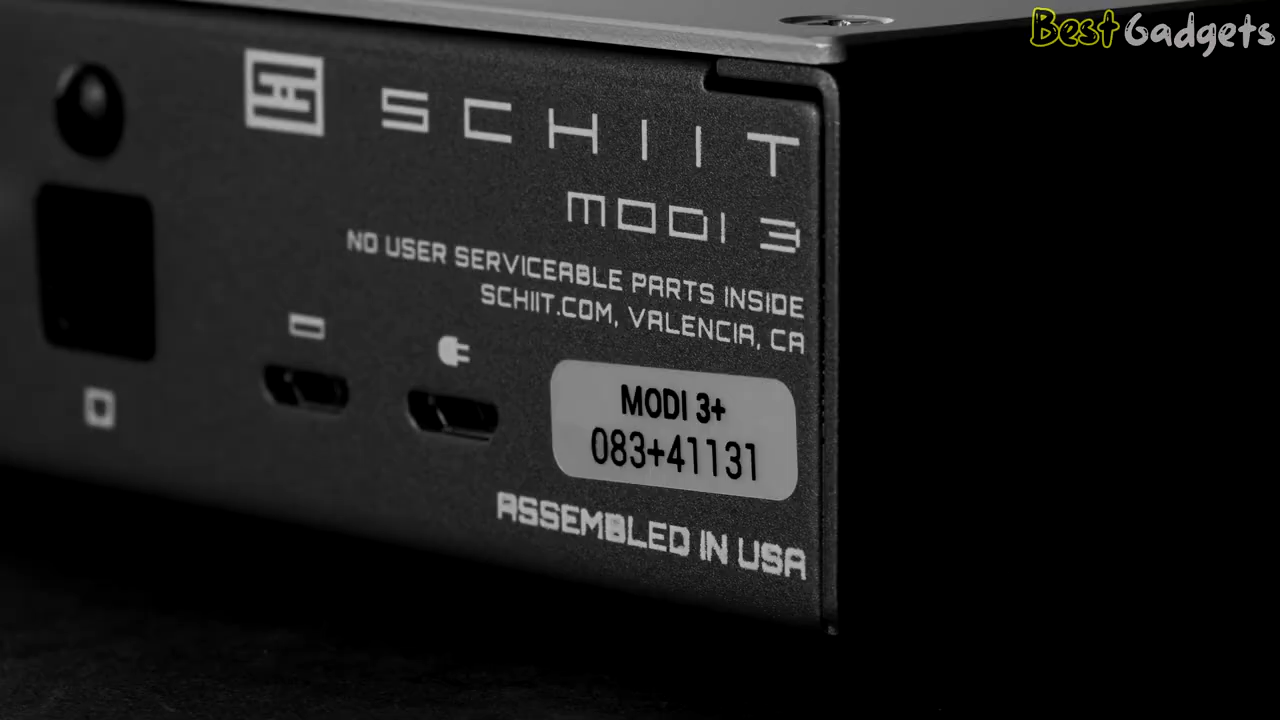 Best Gadgets
SCHIIT
MODI 3
NO USER SERVICEABLE PARTS INSIDE
SCHIIT.COM, VALENCIA, CA
MODI 3+
083+41131
ASSEMBLED IN USA